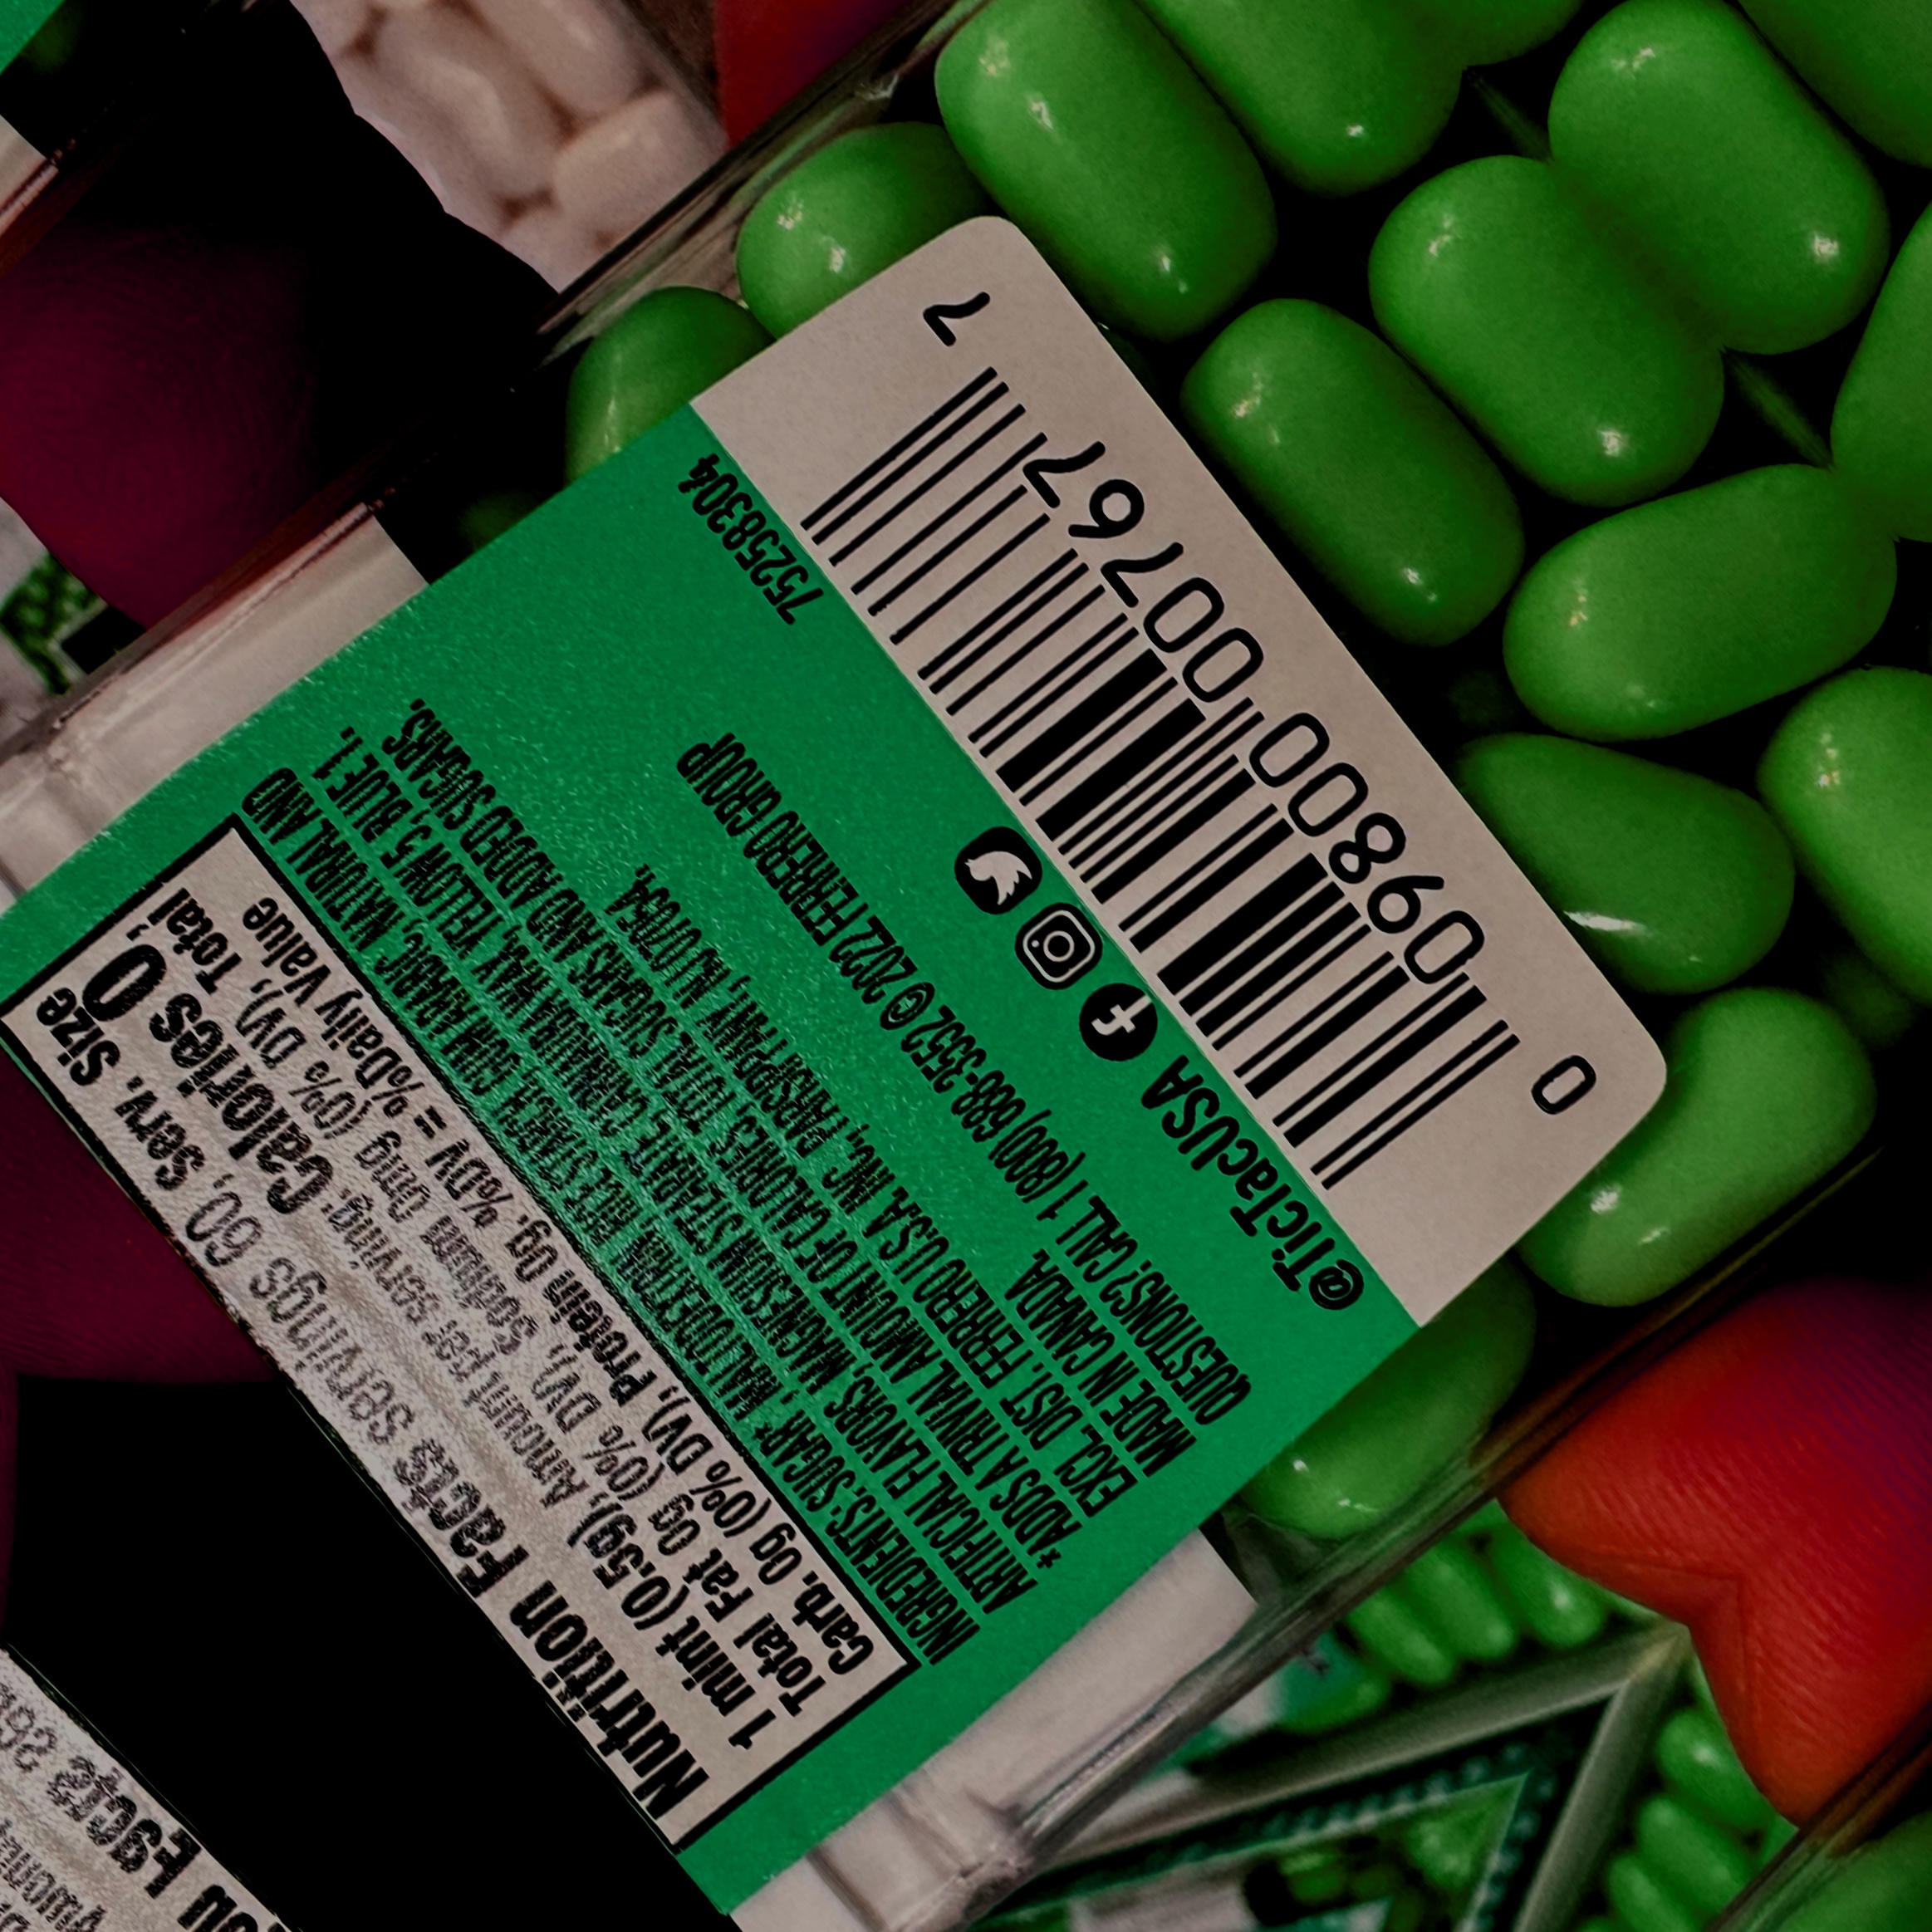 Nutrition Facts 60 servings, serv. size
1 mint (0.5g), Amount per serving: Calories 0,
Total Fat 0g (0% DV), Sodium 0mg (0% DV), Total
Carb. 0g (0% DV), Protein 0g. %DV = %Daily Value
INGREDIENTS: SUGAR*, MALTODEXTRIN, RICE STARCH, GUM ARABIC, NATURAL AND
ARTIFICIAL FLAVORS, MAGNESIUM STEARATE, CARNAUBA WAX, YELLOW 5, BLUE 1.
*ADDS A TRIVIAL AMOUNT OF CALORIES, TOTAL SUGARS AND ADDED SUGARS.
EXCL. DIST. FERRERO U.S.A. INC., PARSIPPANY, NJ 07054.
MADE IN CANADA.
QUESTIONS? CALL 1 (800) 688-3552 © 2022 FERRERO GROUP
@TicTacUSA
75258304
0 09800 00767 7
Facts